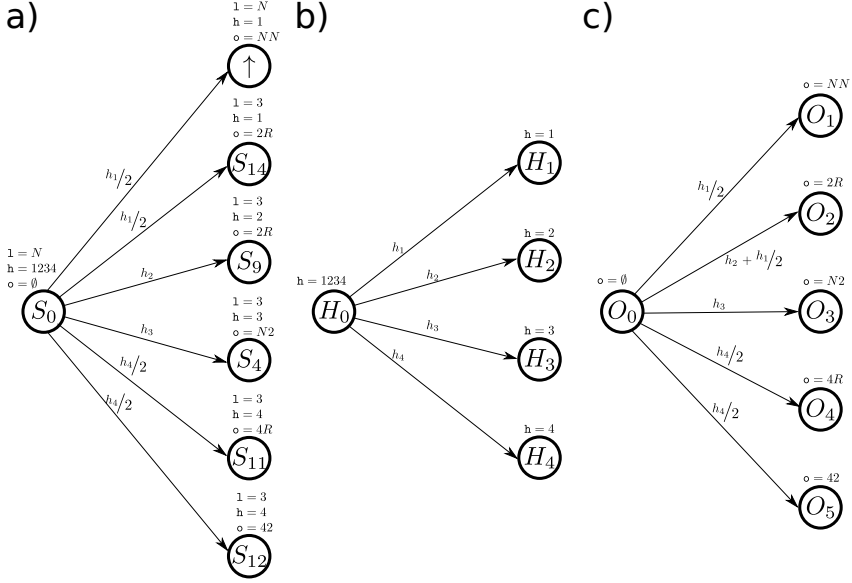 a)
l = N
h = 1
o = NN
↑
l = 3
h = 1
o = 2R
S14
l = 3
h = 2
o = 2R
S9
l = 3
h = 3
o = N2
S4
l = 3
h = 4
o = 4R
S11
l = 3
h = 4
o = 42
S12
l = N
h = 1234
o = ∅
S0
h1/2
h1/2
h2
h3
h4/2
h4/2
b)
h = 1234
H0
h1
h2
h3
h4
h = 1
H1
h = 2
H2
h = 3
H3
h = 4
H4
c)
o = ∅
O0
h1/2
h2 + h1/2
h3
h4/2
h4/2
o = NN
O1
o = 2R
O2
o = N2
O3
o = 4R
O4
o = 42
O5